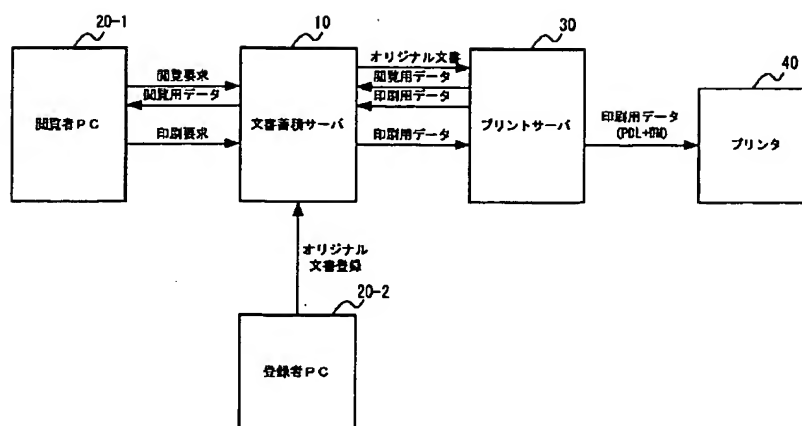 20-1
10
30
40
閲覧者PC
閲覧要求
閲覧用データ
印刷要求
文書蓄積サーバ
オリジナル文書
閲覧用データ
印刷用データ
印刷用データ
プリントサーバ
印刷用データ
(PDL+DM)
プリンタ
オリジナル
文書登録
20-2
登録者PC